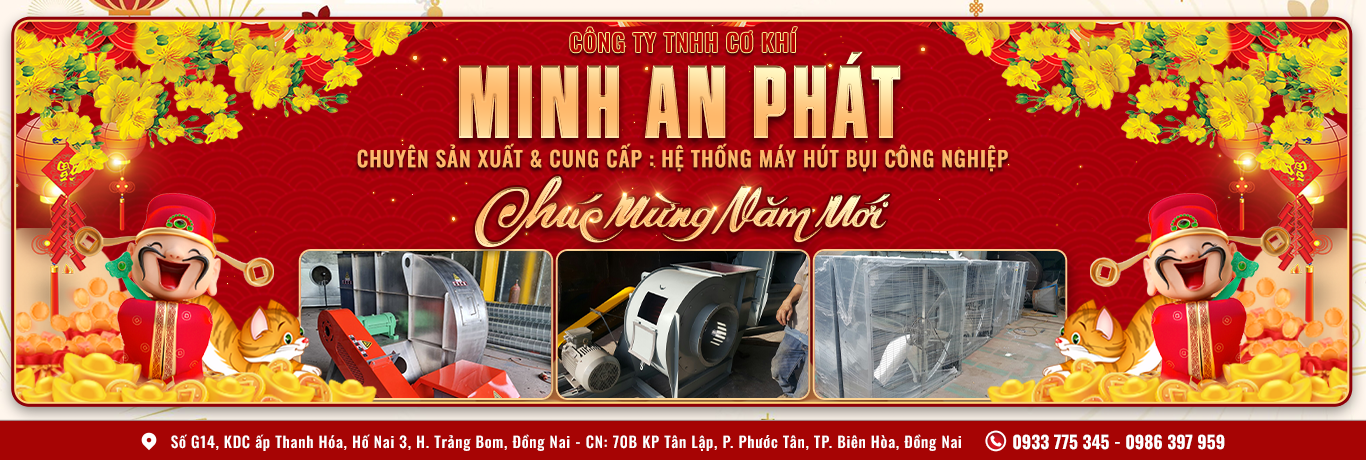 CÔNG TY TNHH CƠ KHÍ
MINH AN PHÁT
CHUYÊN SẢN XUẤT & CUNG CẤP : HỆ THỐNG MÁY HÚT BỤI CÔNG NGHIỆP
Chúc Mừng Năm Mới
Số G14, KDC ấp Thanh Hóa, Hố Nai 3, H. Trảng Bom, Đồng Nai - CN: 70B KP Tân Lập, P. Phước Tân, TP. Biên Hòa, Đồng Nai 0933 775 345 - 0986 397 959